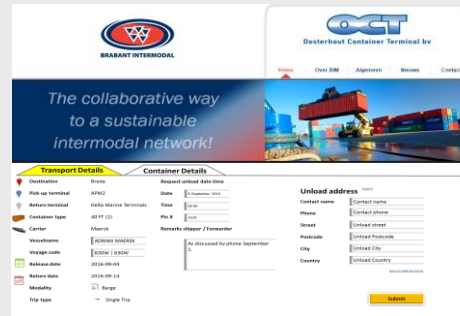 BRABANT INTERMODAL
OCT
Oosterhout Container Terminal bv
Home Over BIM Algemeen Nieuws Contact
The collaborative way
to a sustainable
intermodal network!
Transport Details Container Details
Destination Breda
Pick-up terminal APM2
Return terminal Delta Marine Terminals
Container type 40 FT (2)
Carrier Maersk
Vesselname ADRIAN MAERSK
Voyage code 630W | 630W
Release date 2016-09-04
Return date 2016-09-14
Modality Barge
Trip type → Single Trip
Request unload date time
Date 8 September 2016
Time
Pin #
Remarks shipper / Forwarder
As discussed by phone September
1.
Unload address
Contact name Contact name
Phone Contact phone
Street Unload street
Postcode Unload Postcode
City Unload City
Country Unload Country
Submit